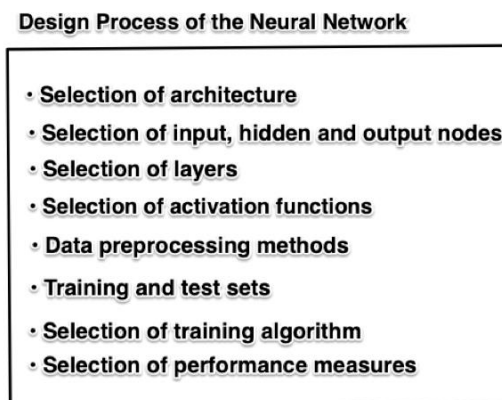 Design Process of the Neural Network
· Selection of architecture
· Selection of input, hidden and output nodes
· Selection of layers
· Selection of activation functions
· Data preprocessing methods
· Training and test sets
· Selection of training algorithm
· Selection of performance measures